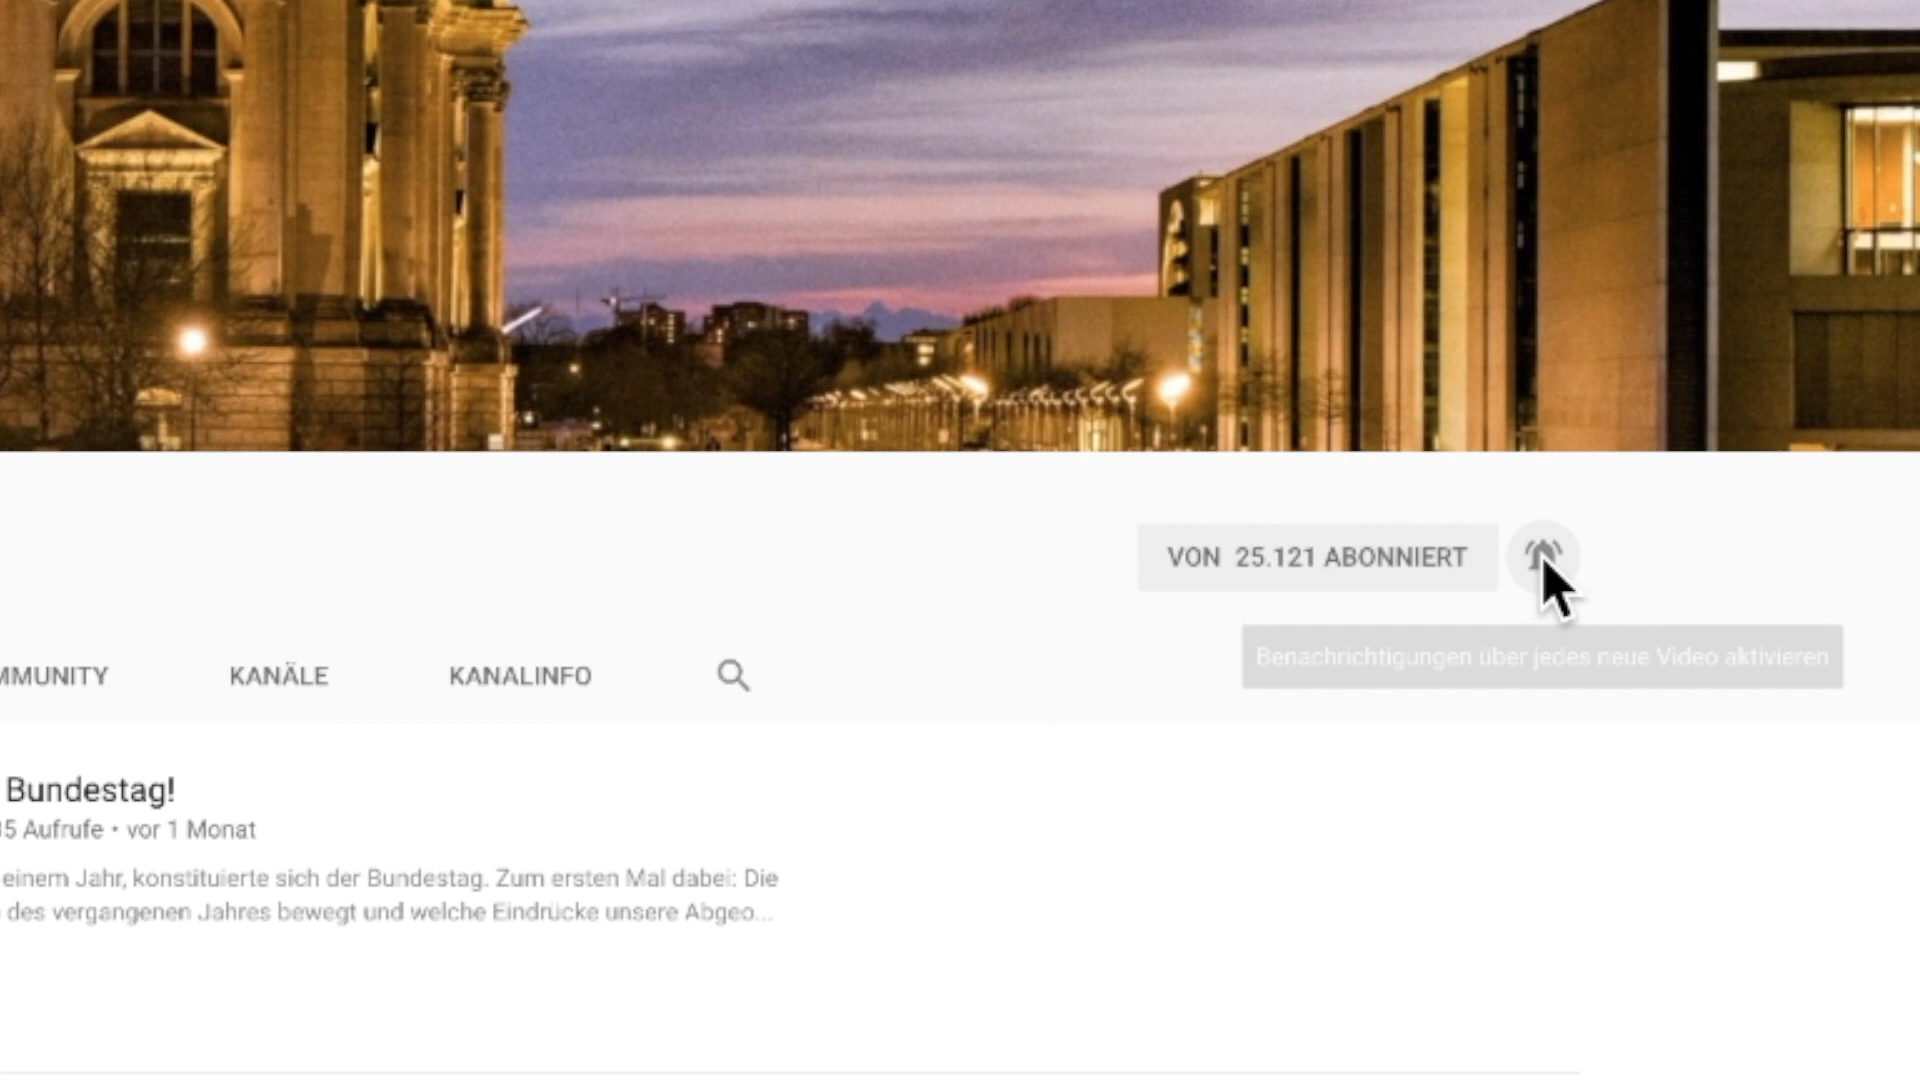 VON 25.121 ABONNIERT
Benachrichtigungen über jedes neue Video aktivieren
MMUNITY KANÄLE KANALINFO
Bundestag!
35 Aufrufe • vor 1 Monat
einem Jahr, konstituierte sich der Bundestag. Zum ersten Mal dabei: Die
des vergangenen Jahres bewegt und welche Eindrücke unsere Abgeo...